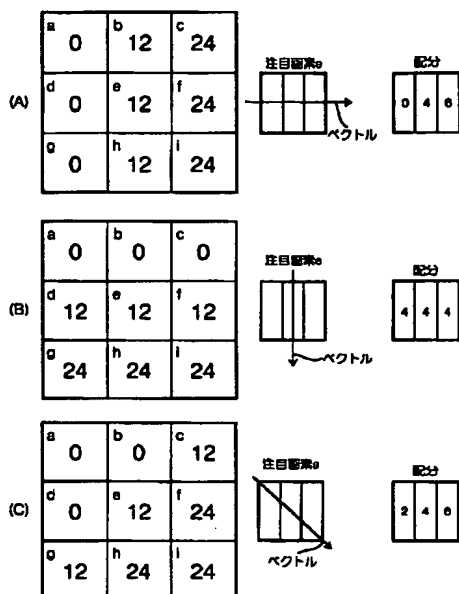 (A)
a 0 b 12 c 24
d 0 e 12 f 24
g 0 h 12 i 24
注目画素e
ベクトル
配分
0 4 6
(B)
a 0 b 0 c 0
d 12 e 12 f 12
g 24 h 24 i 24
注目画素e
ベクトル
配分
4 4 4
(C)
a 0 b 0 c 12
d 0 e 12 f 24
g 12 h 24 i 24
注目画素e
ベクトル
配分
2 4 6